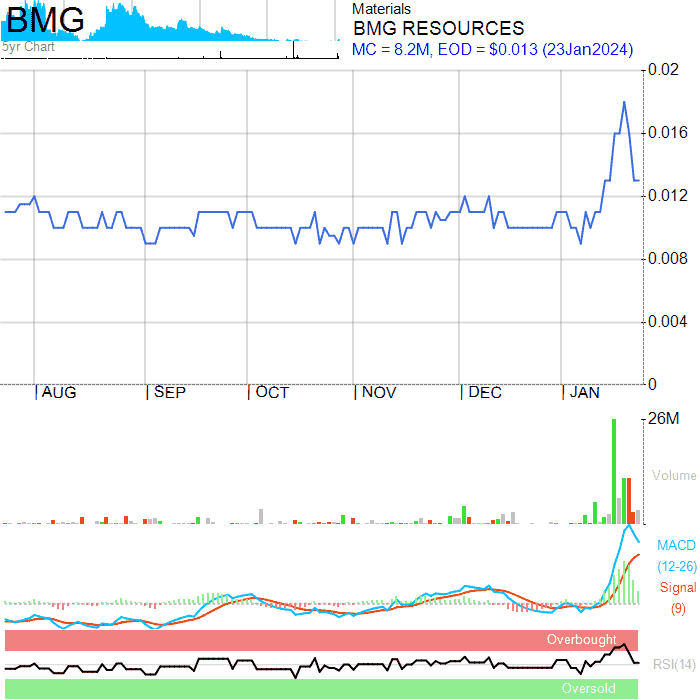 BMG
5yr Chart
Materials
BMG RESOURCES
MC = 8.2M, EOD = $0.013 (23Jan2024)
0.02
0.016
0.012
0.008
0.004
0
AUG SEP OCT NOV DEC JAN
26M
Volume
MACD
(12-26)
Signal
(9)
Overbought
RSI(14)
Oversold